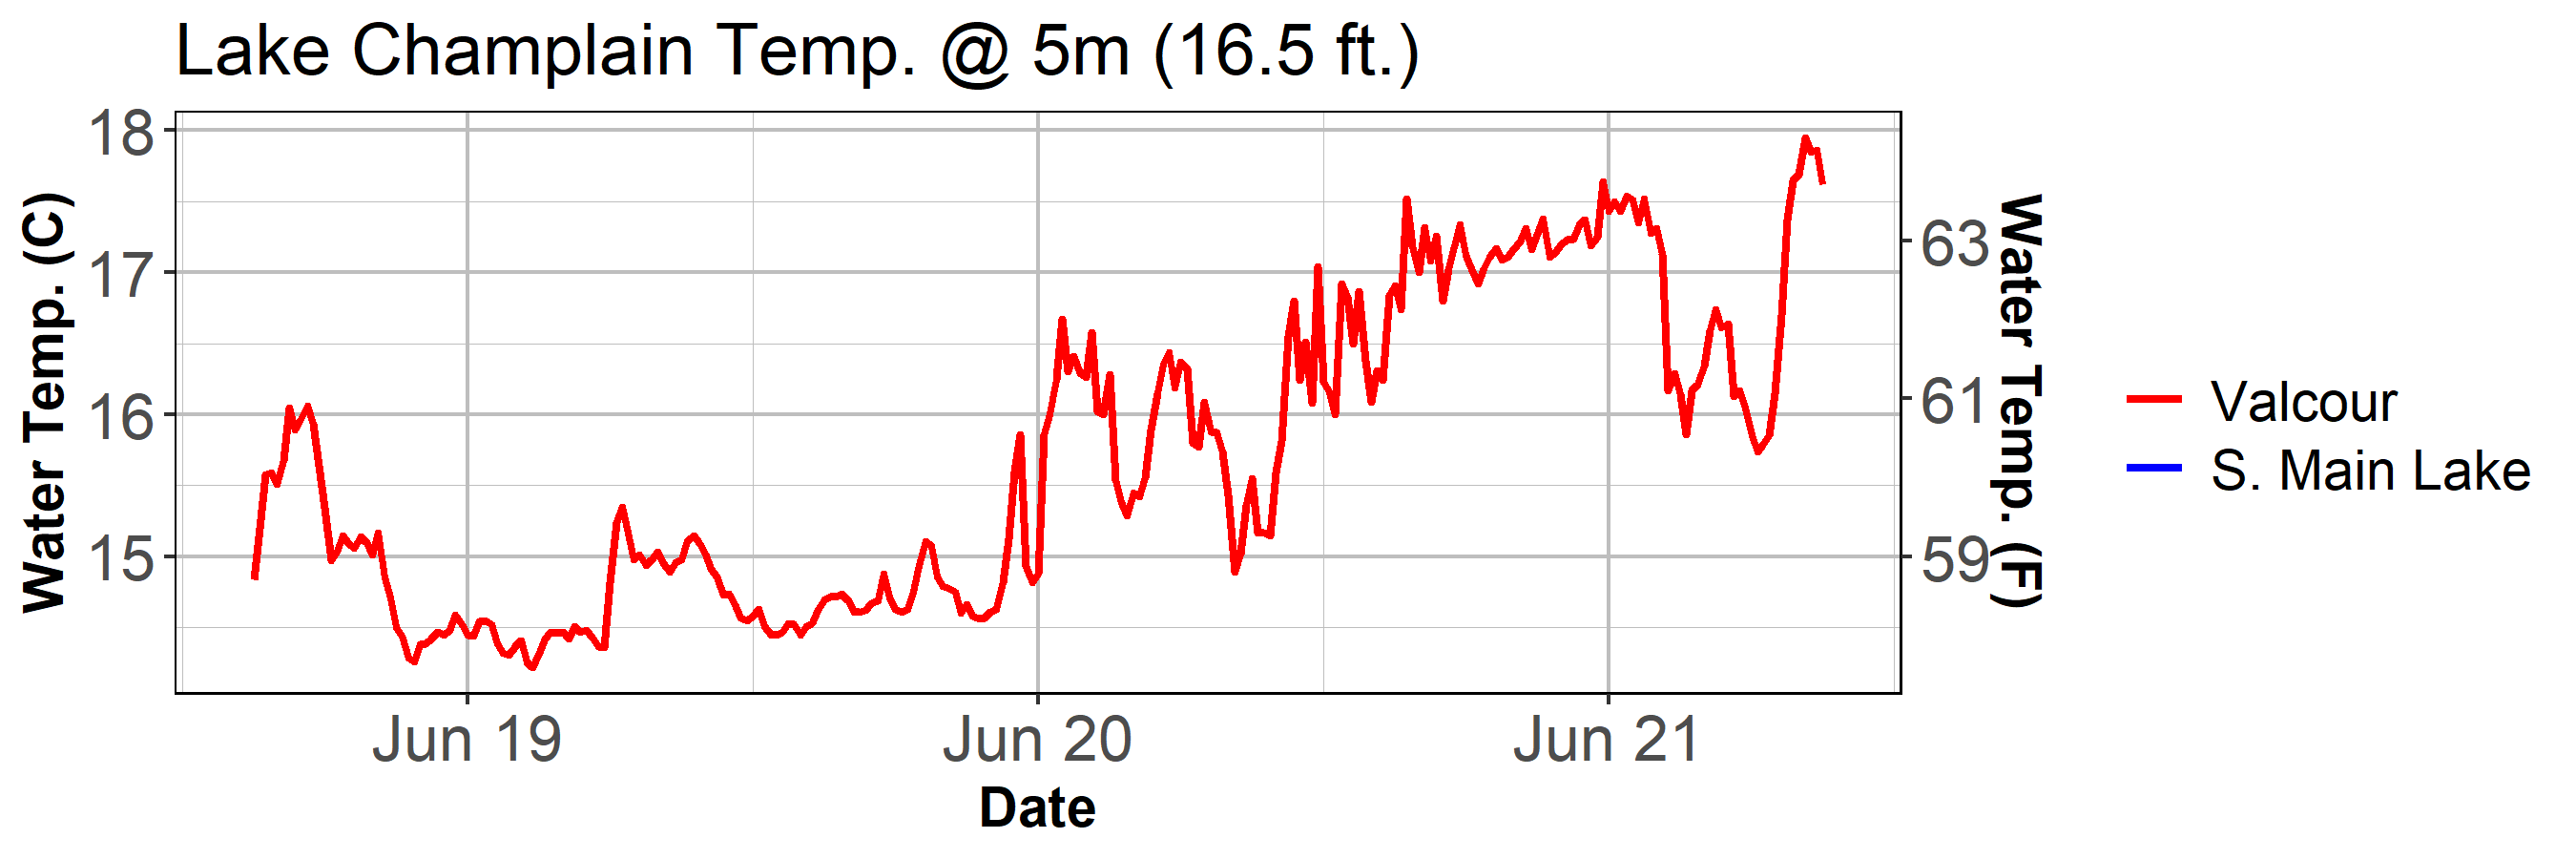 Lake Champlain Temp. @ 5m (16.5 ft.)
Water Temp. (C)
18
17
16
15
63
61
59
Water Temp. (F)
Jun 19
Jun 20
Jun 21
Date
Valcour
S. Main Lake